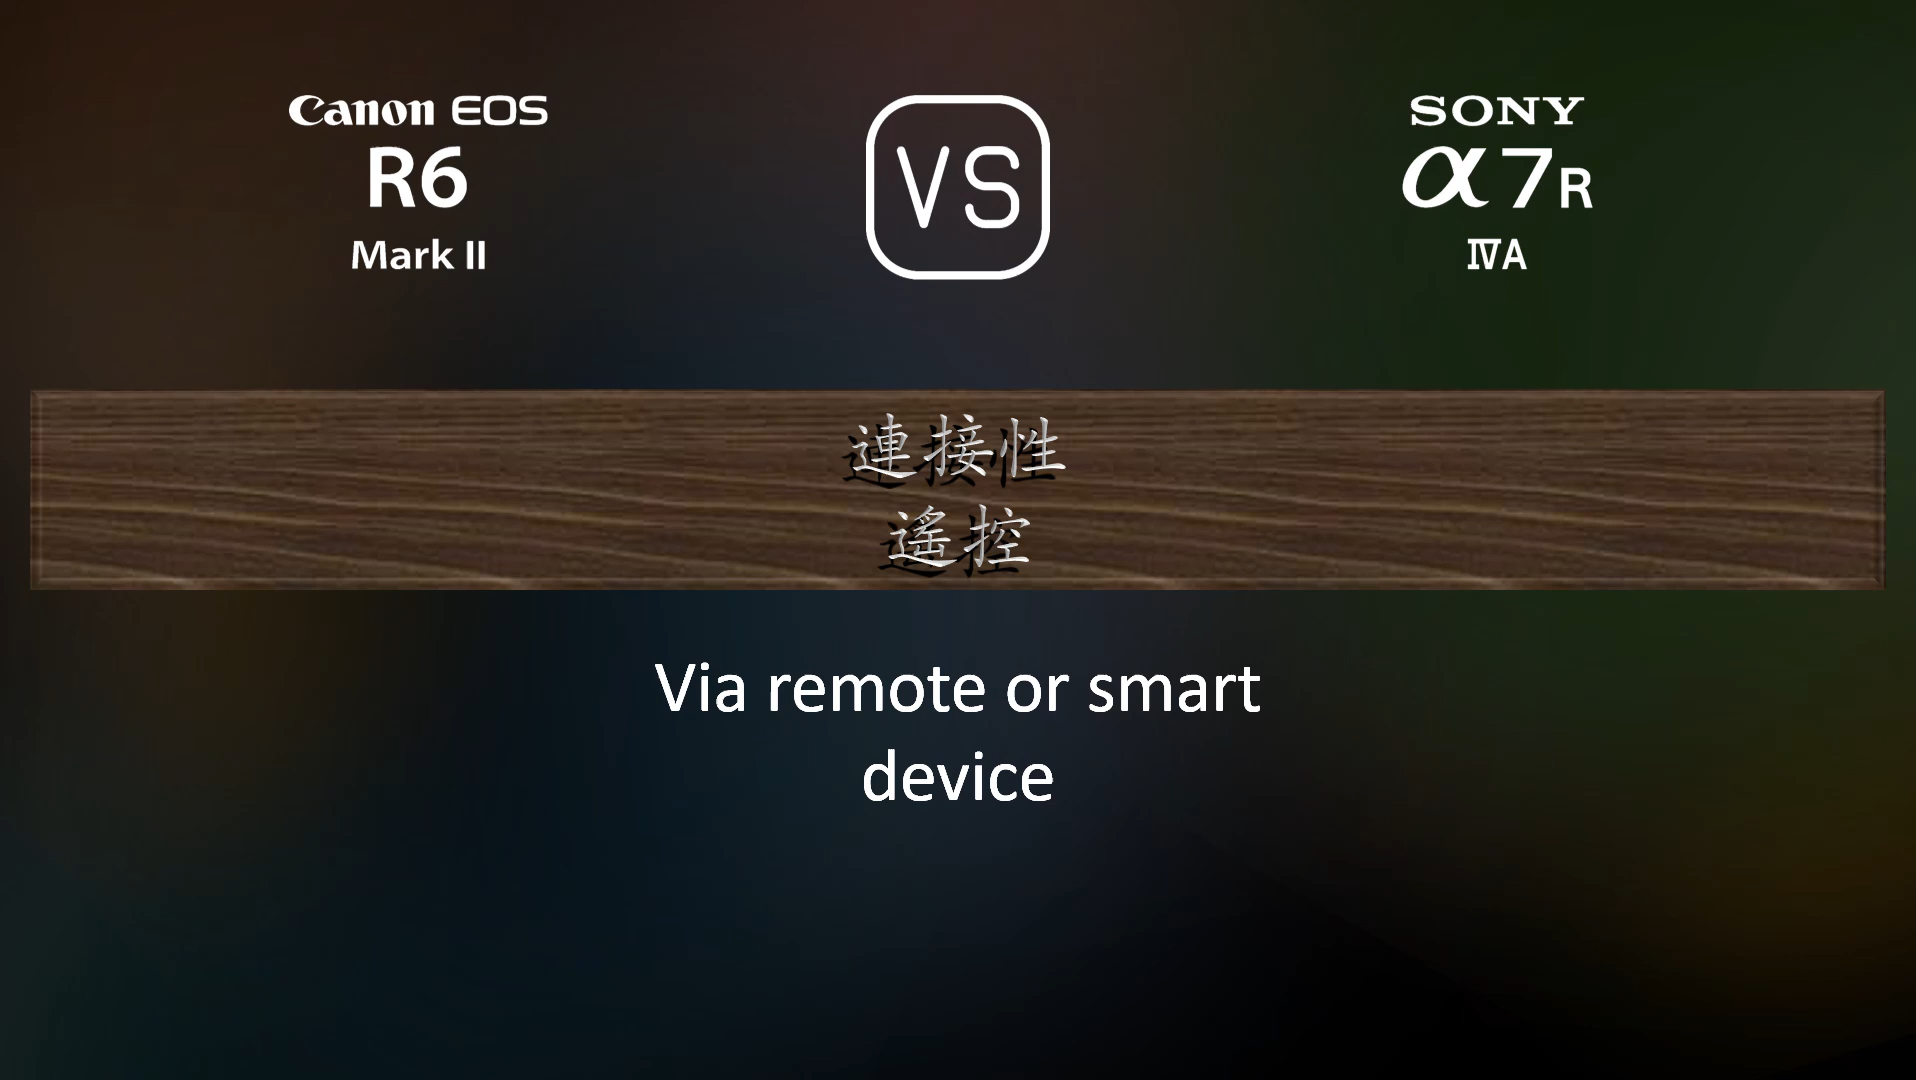 Canon EOS
R6
Mark II
VS
SONY
α7R
IVA
連接性
遙控
Via remote or smart
device